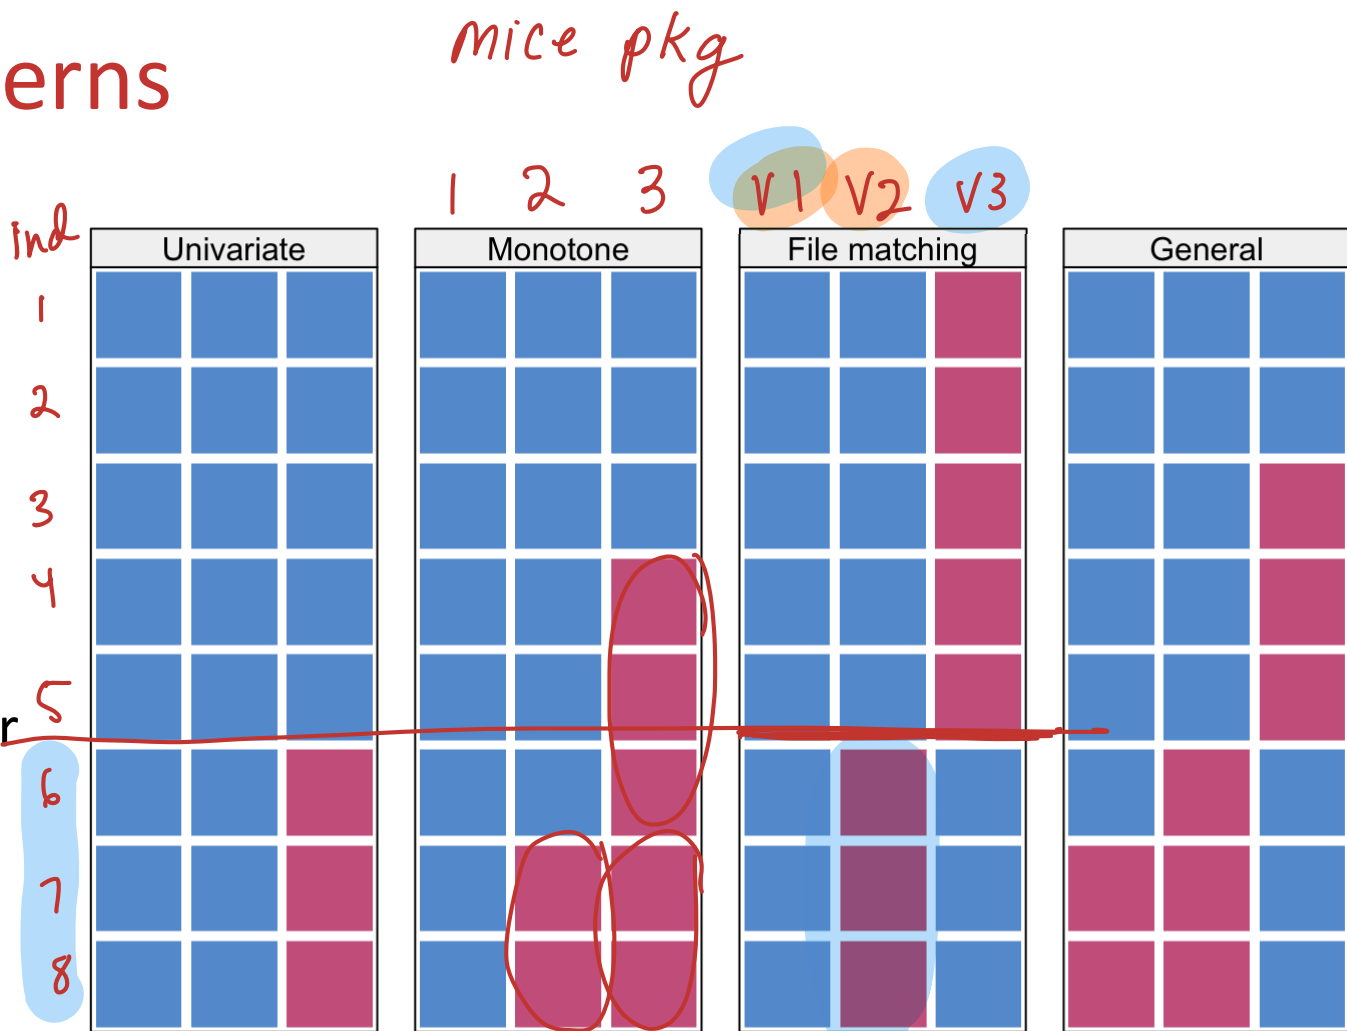 mice pkg
erns
1 2 3 V1 V2 V3
ind
Univariate Monotone File matching General
1
2
3
4
5
r
6
7
8